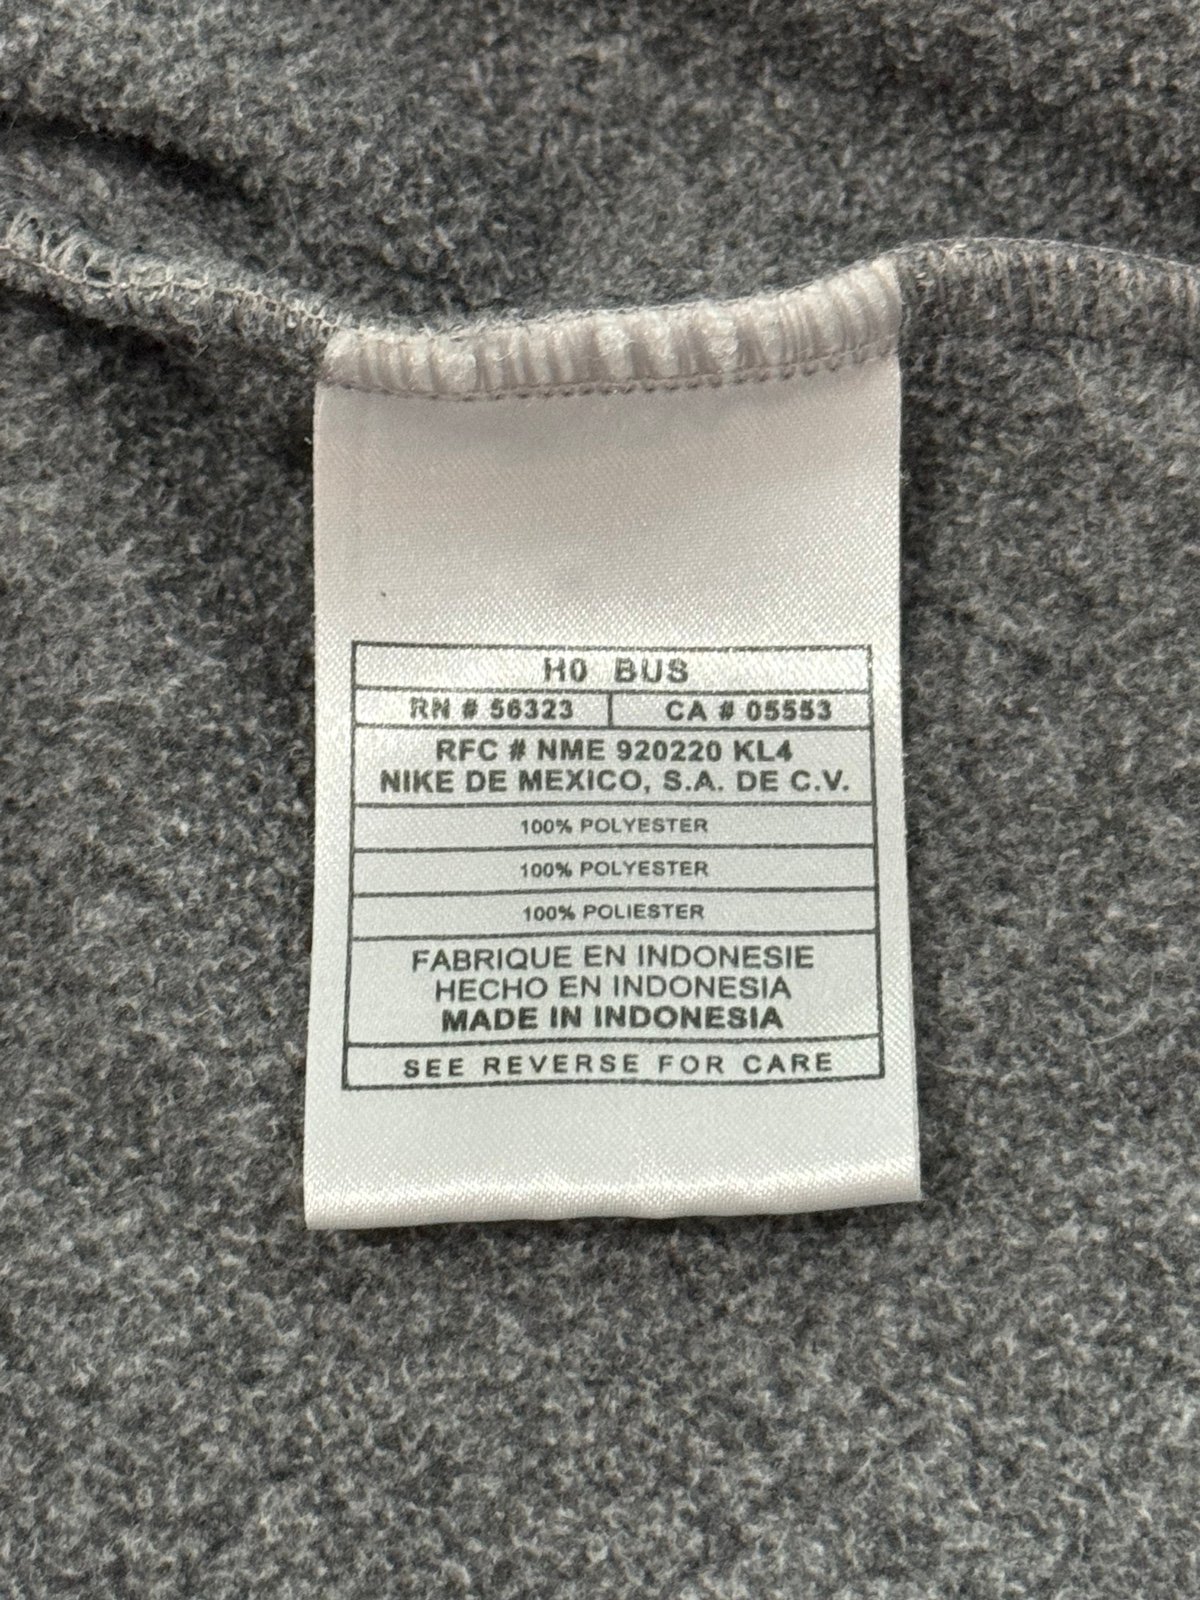 H0 BUS
RN # 56323 CA # 05553
RFC # NME 920220 KL4
NIKE DE MEXICO, S.A. DE C.V.
100% POLYESTER
100% POLYESTER
100% POLIESTER
FABRIQUE EN INDONESIE
HECHO EN INDONESIA
MADE IN INDONESIA
SEE REVERSE FOR CARE